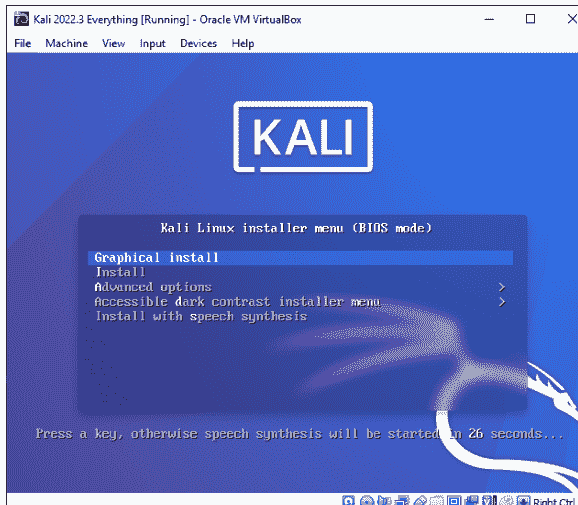 Kali 2022.3 Everything [Running] - Oracle VM VirtualBox
File Machine View Input Devices Help
KALI
Kali Linux installer menu (BIOS mode)
Graphical install
Install
Advanced options >
Accessible dark contrast installer menu >
Install with speech synthesis
Press a key, otherwise speech synthesis will be started in 26 seconds...
Right Ctrl